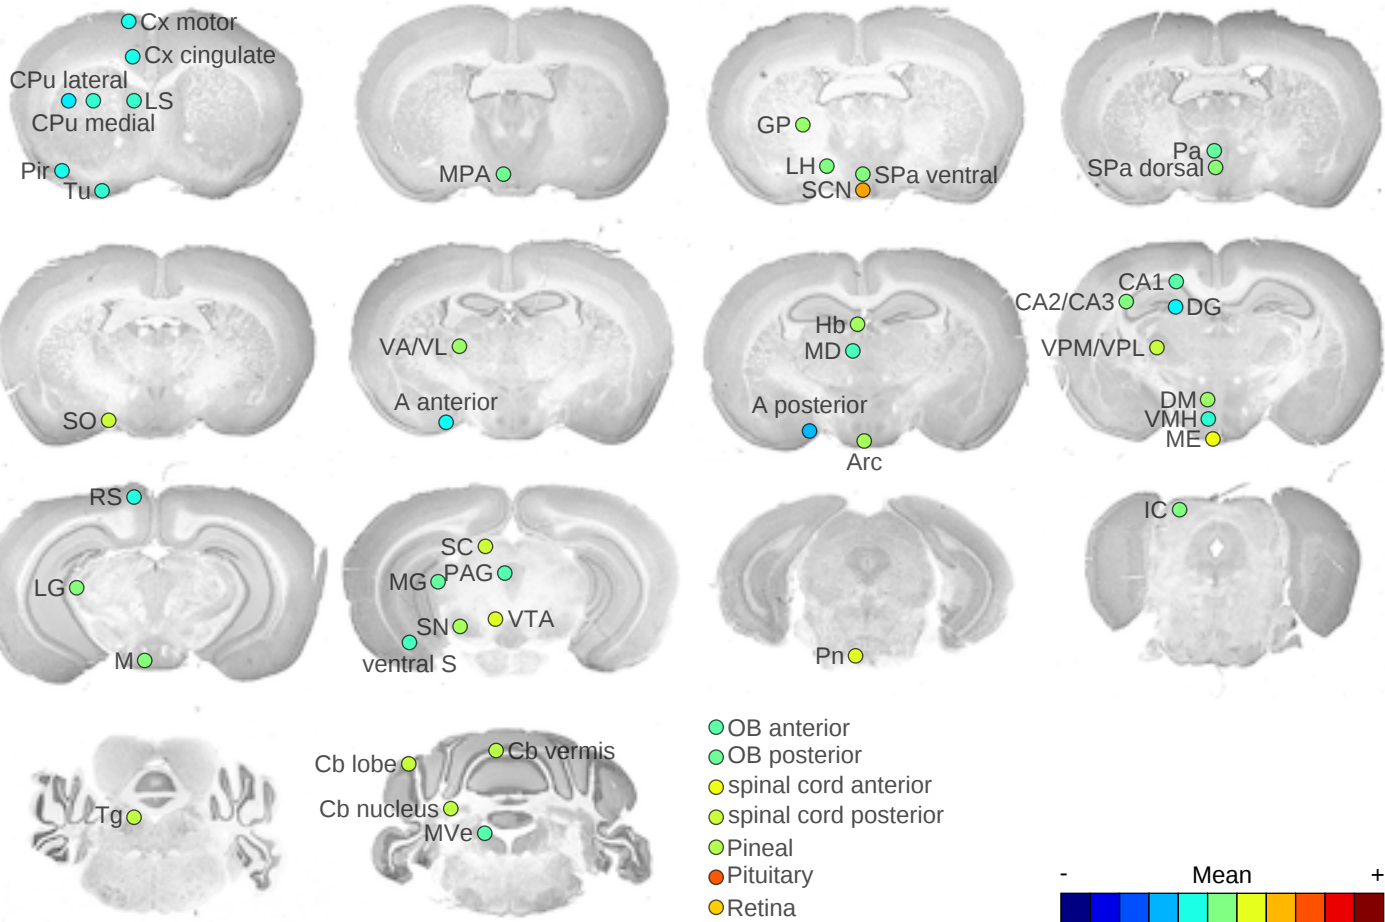 Cx motor
Cx cingulate
CPu lateral
LS
CPu medial
Pir
Tu
MPA
GP
LH
SPa ventral
SCN
Pa
SPa dorsal
SO
VA/VL
A anterior
Hb
MD
A posterior
Arc
CA1
CA2/CA3
DG
VPM/VPL
DM
VMH
ME
RS
LG
M
SC
PAG
MG
VTA
SN
ventral S
Pn
IC
Tg
Cb vermis
Cb lobe
Cb nucleus
MVe
OB anterior
OB posterior
spinal cord anterior
spinal cord posterior
Pineal
Pituitary
Retina
- Mean +